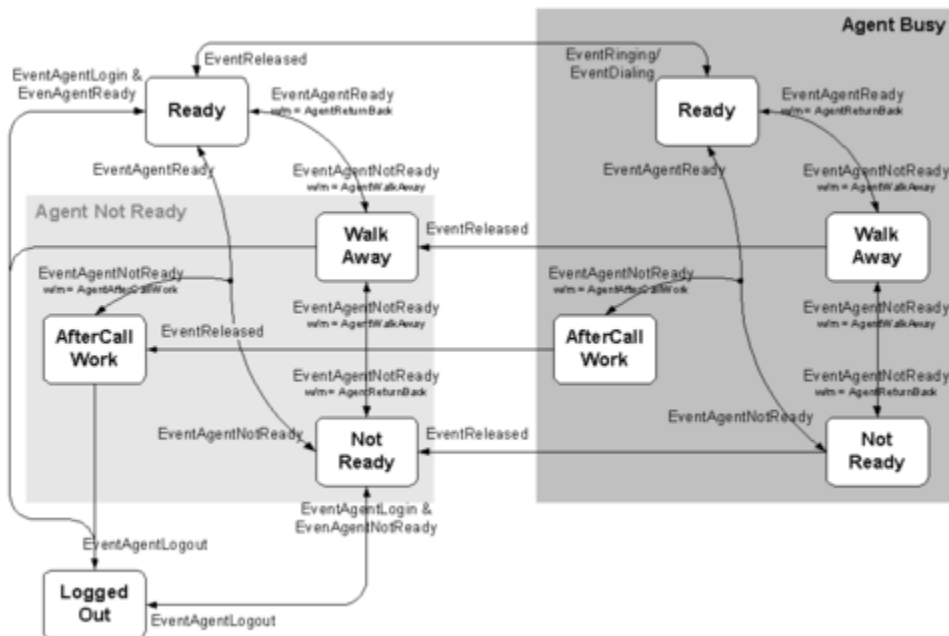 Agent Busy
EventReleased
EventRinging/
EventDialing
EventAgentLogin &
EvenAgentReady
Ready
EventAgentReady
w/m = AgentReturnBack
Ready
EventAgentReady
w/m = AgentReturnBack
EventAgentReady
EventAgentNotReady
w/m = AgentWalkAway
EventAgentReady
EventAgentNotReady
w/m = AgentWalkAway
Agent Not Ready
Walk
Away
EventReleased
Walk
Away
EventAgentNotReady
w/m = AgentAfterCallWork
EventAgentNotReady
w/m = AgentWalkAway
EventAgentNotReady
w/m = AgentAfterCallWork
EventAgentNotReady
w/m = AgentWalkAway
AfterCall
Work
EventReleased
AfterCall
Work
EventAgentNotReady
w/m = AgentReturnBack
EventAgentNotReady
w/m = AgentReturnBack
EventAgentNotReady
Not
Ready
EventReleased
EventAgentNotReady
Not
Ready
EventAgentLogin &
EvenAgentNotReady
EventAgentLogout
Logged
Out
EventAgentLogout